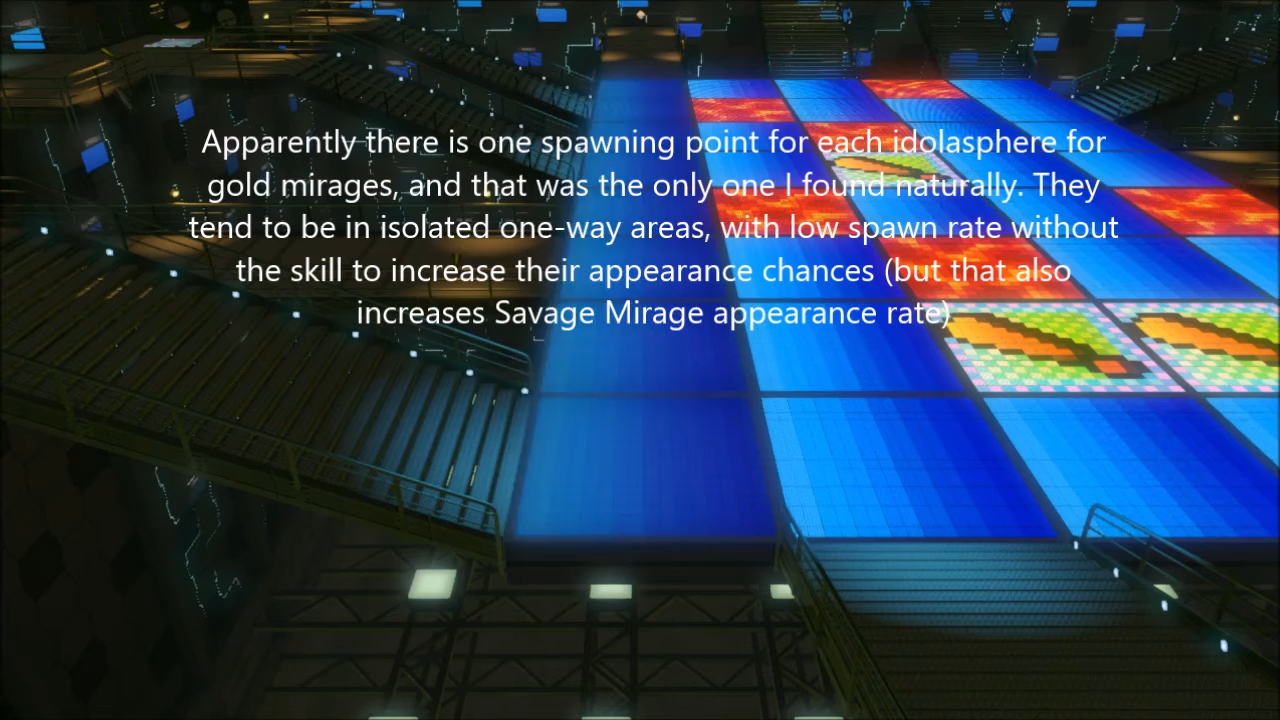 Apparently there is one spawning point for each idolasphere for
gold mirages, and that was the only one I found naturally. They
tend to be in isolated one-way areas, with low spawn rate without
the skill to increase their appearance chances (but that also
increases Savage Mirage appearance rate)